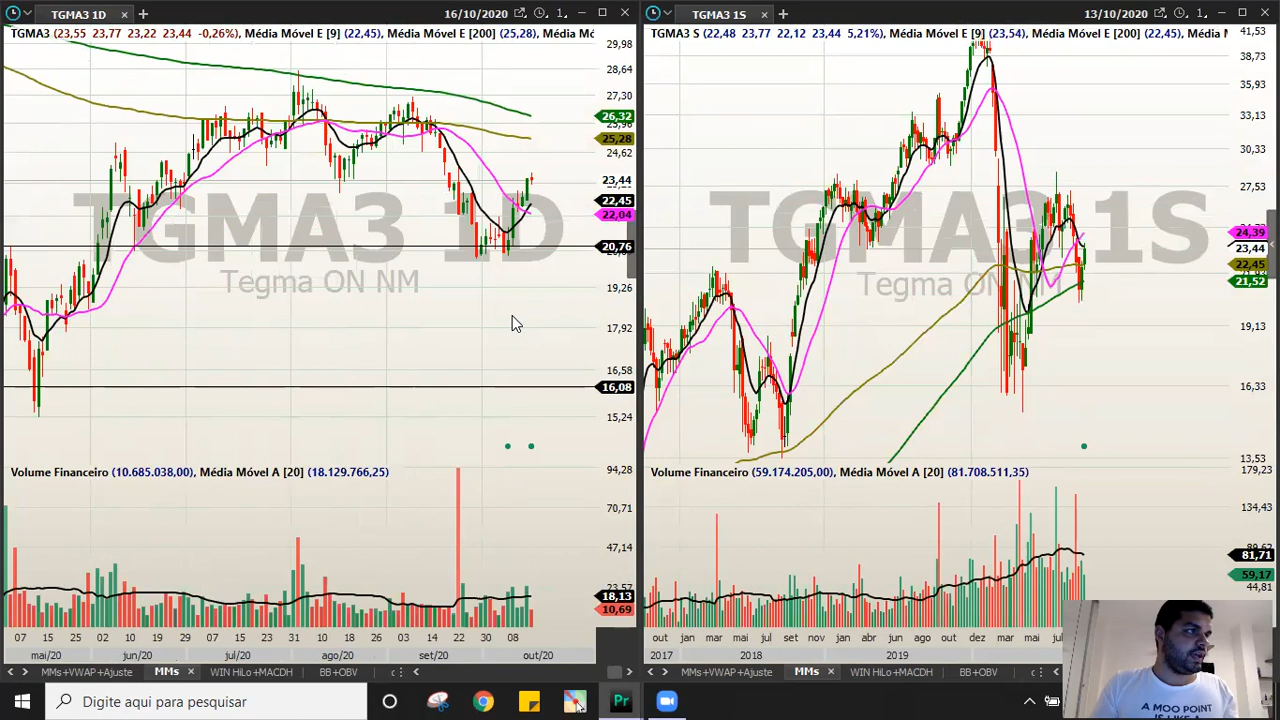 TGMA3 1D
16/10/2020
1
TGMA3 (23,55 23,77 23,22 23,44 -0,26%), Média Móvel E [9] (22,45), Média Móvel E [200] (25,28), Média Mó
29,98
28,64
27,30
26,32
25,28
24,62
23,44
22,45
22,04
20,76
19,26
17,92
16,58
16,08
15,24
TGMA3 1D
Tegma ON NM
Volume Financeiro (10.685.038,00), Média Móvel A [20] (18.129.766,25)
94,28
70,71
47,14
23,57
18,13
10,69
07 15 25 02 10 19 29 07 15 23 31 10 18 26 03 14 22 30 08
mai/20 jun/20 jul/20 ago/20 set/20 out/20
MMs+VWAP+Ajuste MMs WIN HiLo+MACDH BB+OBV
TGMA3 1S
13/10/2020
1
TGMA3 S (22,48 23,77 22,12 23,44 5,21%), Média Móvel E [9] (23,54), Média Móvel E [200] (22,45), Média M
41,53
38,73
35,93
33,13
30,33
27,53
24,39
23,44
22,45
21,52
19,13
16,33
13,53
TGMA3 1S
Tegma ON NM
Volume Financeiro (59.174.205,00), Média Móvel A [20] (81.708.511,35)
179,23
134,43
81,71
59,17
44,81
out jan mar mai jul set nov jan abr jun ago out dez mar mai jul
2017 2018 2019
MMs+VWAP+Ajuste MMs WIN HiLo+MACDH BB+OBV
A MOO POINT
IS LIKE A
Digite aqui para pesquisar
Pr